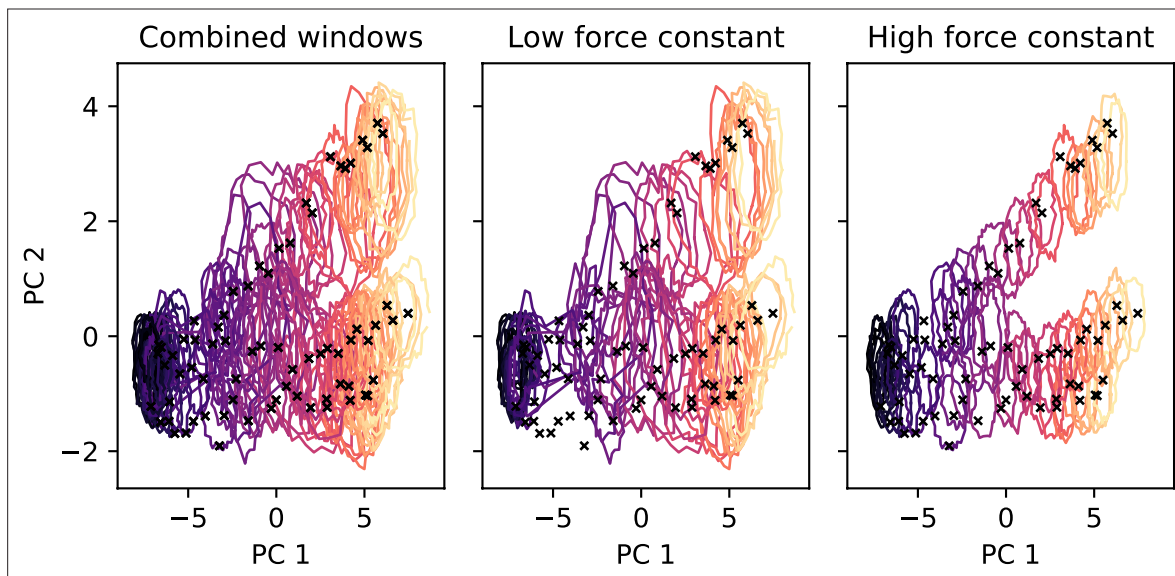 Combined windows
Low force constant
High force constant
PC 2
4
2
0
−2
−5 0 5
−5 0 5
−5 0 5
PC 1
PC 1
PC 1